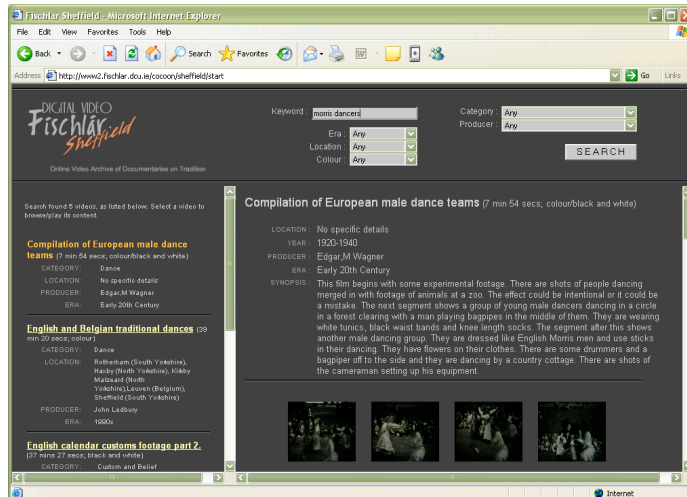 Fischlar Sheffield - Microsoft Internet Explorer
File Edit View Favorites Tools Help
Back Search Favorites
Address http://www2.fischlar.dcu.ie/cocoon/sheffield/start Go Links
DIGITAL VIDEO
Físchlár
Sheffield
Online Video Archive of Documentaries on Tradition
Keyword : morris dancers
Era : Any
Location : Any
Colour : Any
Category : Any
Producer : Any
SEARCH
Search found 5 videos, as listed below. Select a video to
browse/play its content.
Compilation of European male dance
teams (7 min 54 secs; colour/black and white)
CATEGORY: Dance
LOCATION: No specific details
PRODUCER: Edgar,M Wagner
ERA: Early 20th Century
English and Belgian traditional dances (39
min 20 secs; colour)
CATEGORY: Dance
LOCATION: Rotherham (South Yorkshire),
Haxby (North Yorkshire), Kirkby
Malzeard (North
Yorkshire),Leuven (Belgium),
Sheffield (South Yorkshire)
PRODUCER: John Ledbury
ERA: 1990s
English calendar customs footage part 2.
(37 mins 27 secs; black and white)
CATEGORY: Custom and Belief
Compilation of European male dance teams (7 min 54 secs; colour/black and white)
LOCATION : No specific details
YEAR : 1920-1940
PRODUCER : Edgar,M Wagner
ERA : Early 20th Century
SYNOPSIS : This film begins with some experimental footage. There are shots of people dancing
merged in with footage of animals at a zoo. The effect could be intentional or it could be
a mistake. The next segment shows a group of young male dancers dancing in a circle
in a forest clearing with a man playing bagpipes in the middle of them. They are wearing
white tunics, black waist bands and knee length socks. The segment after this shows
another male dancing group. They are dressed like English Morris men and use sticks
in their dancing. They have flowers on their clothes. There are some drummers and a
bagpiper off to the side and they are dancing by a country cottage. There are shots of
the cameraman setting up his equipment.
Internet